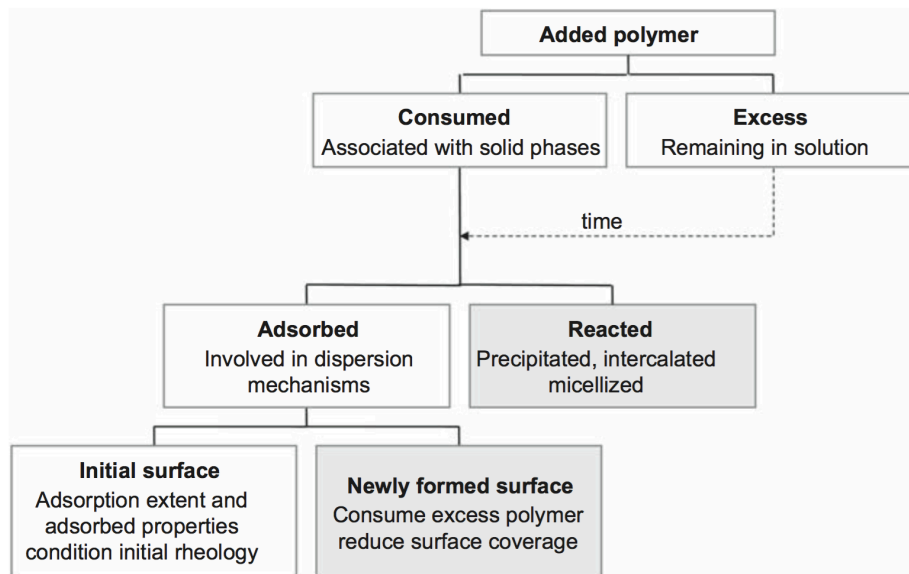 Added polymer
Consumed
Associated with solid phases
Excess
Remaining in solution
time
Adsorbed
Involved in dispersion
mechanisms
Reacted
Precipitated, intercalated
micellized
Initial surface
Adsorption extent and
adsorbed properties
condition initial rheology
Newly formed surface
Consume excess polymer
reduce surface coverage